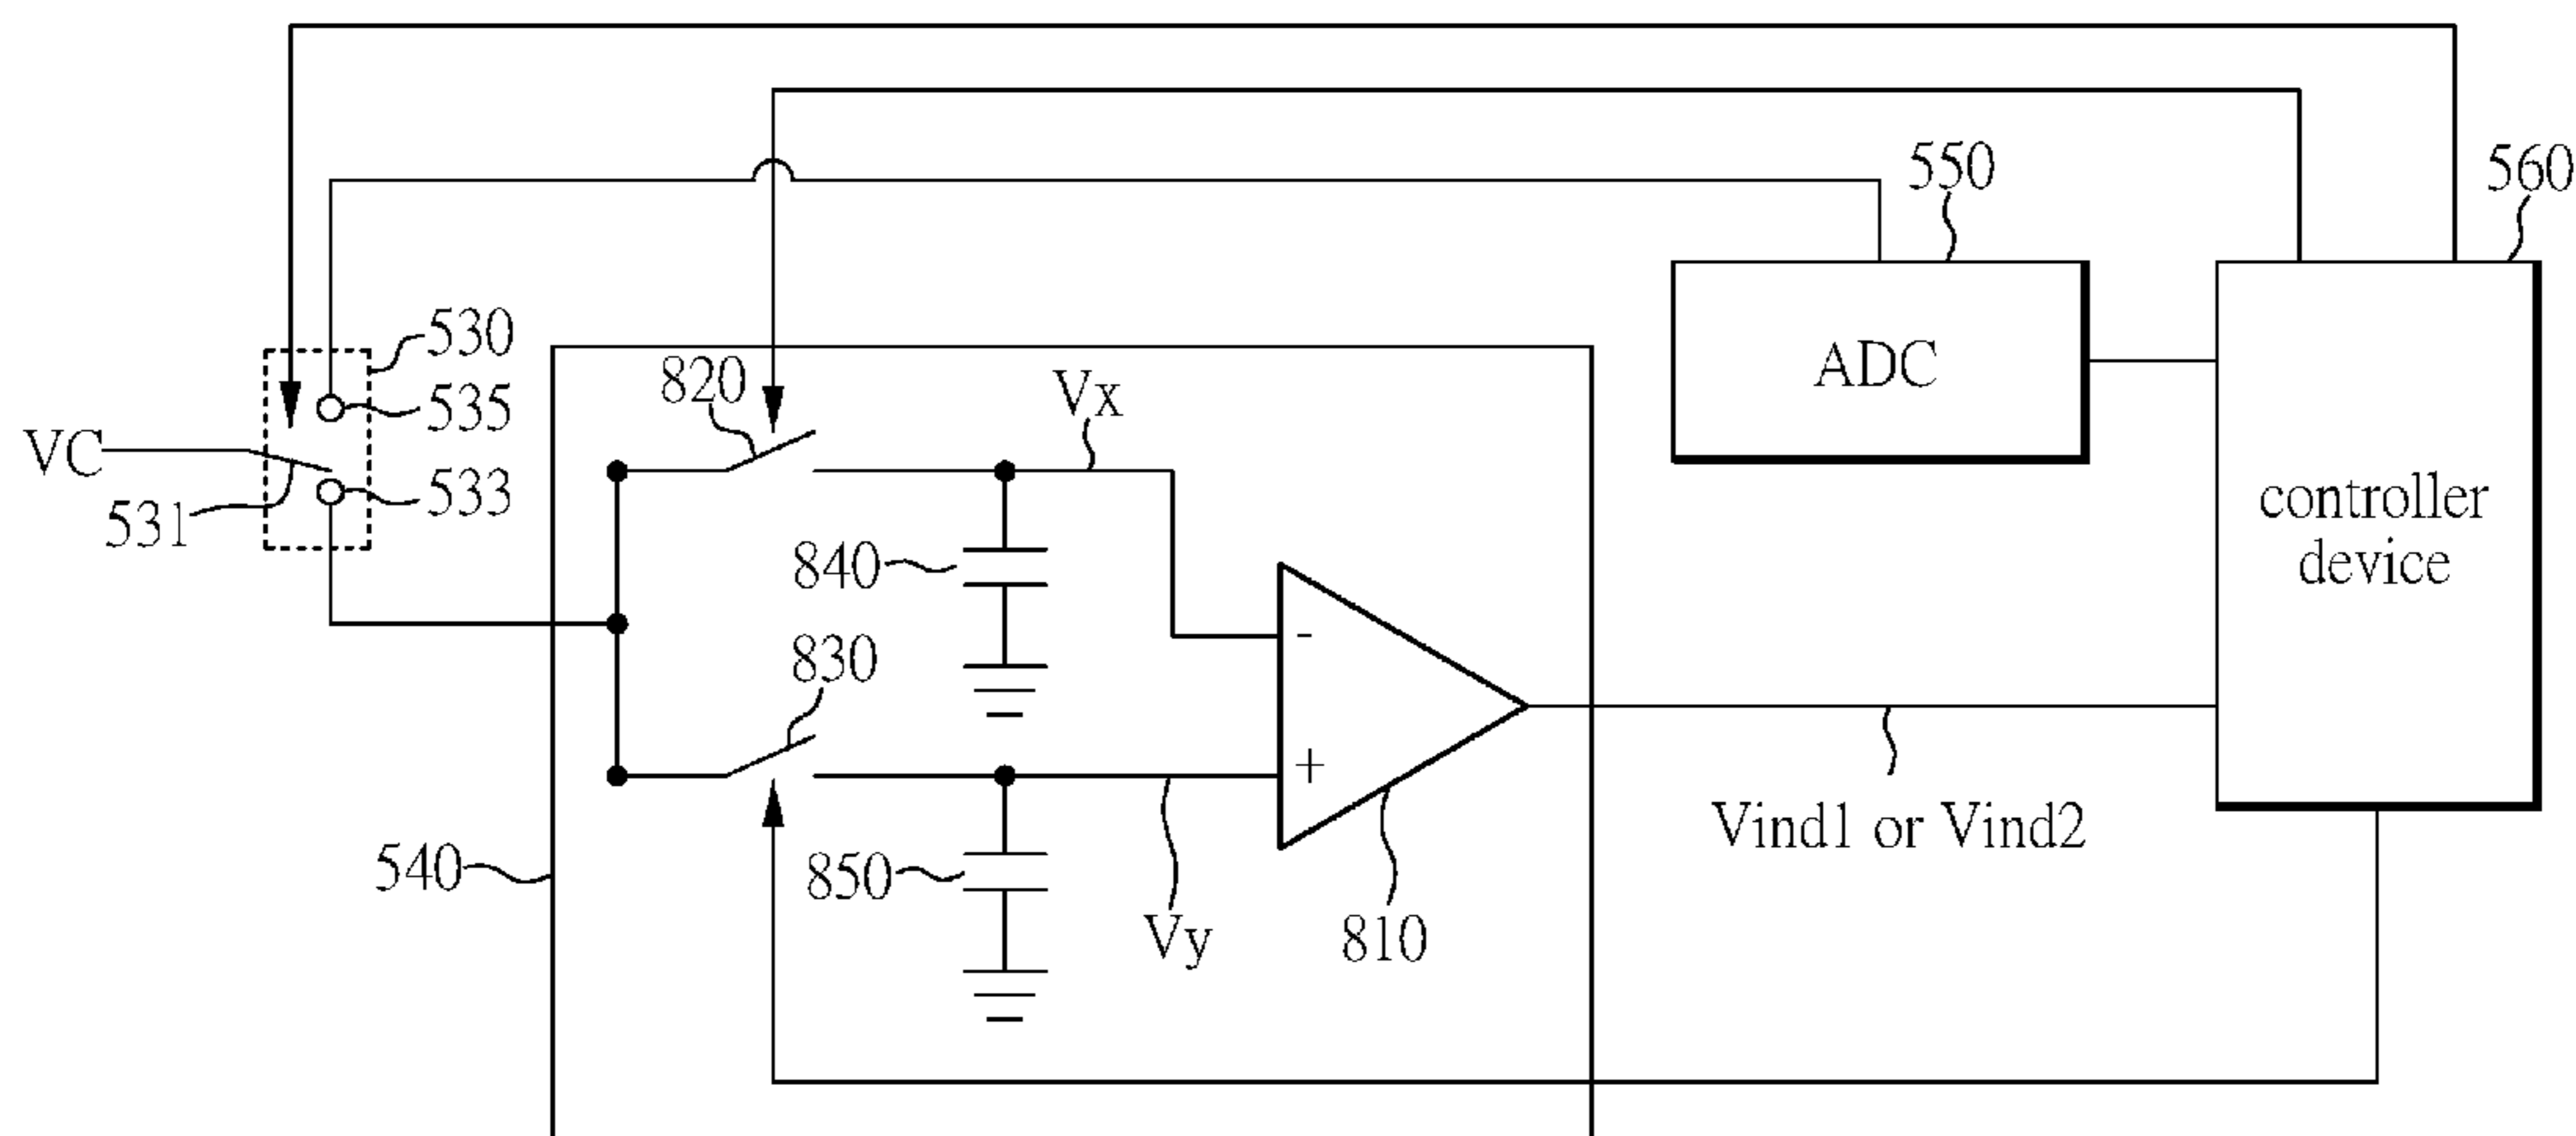 550
560
530
820
Vx
ADC
535
VC
533
controller
device
531
840
-
830
+
Vind1 or Vind2
540
850
Vy
810